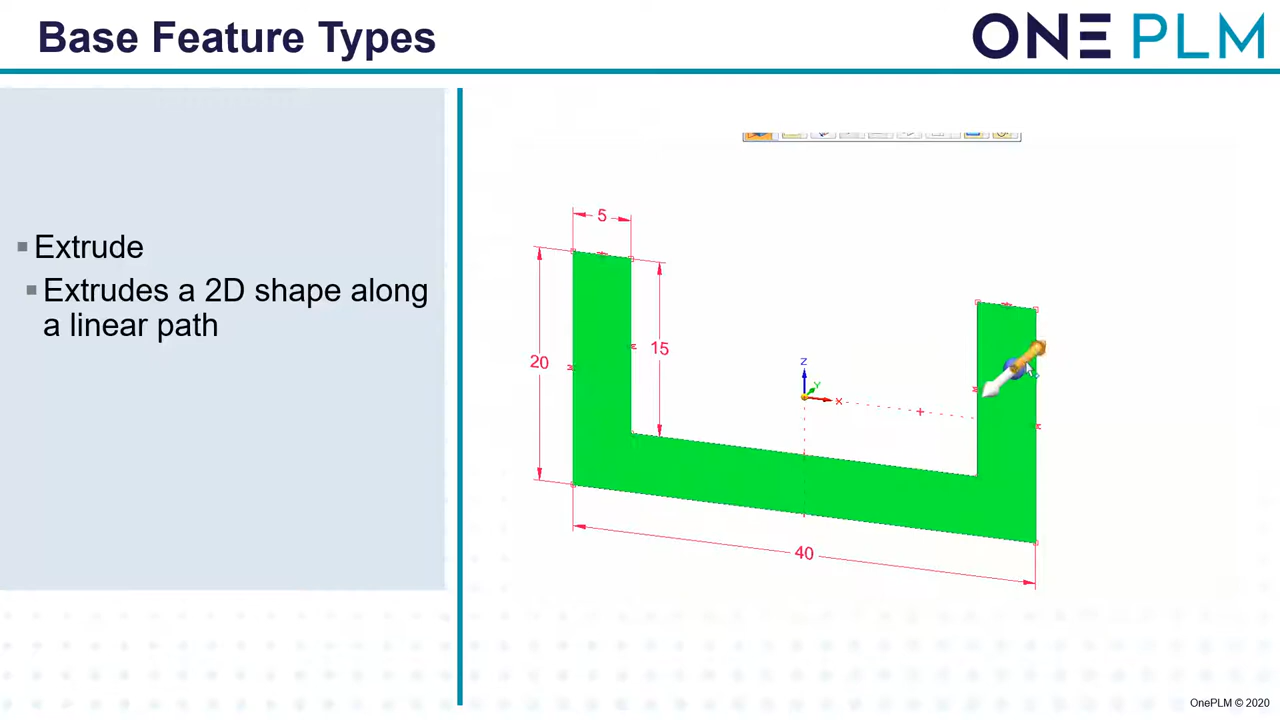 Base Feature Types
ONE PLM
Extrude
Extrudes a 2D shape along
a linear path
5
20
15
Z
Y
X
40
OnePLM © 2020